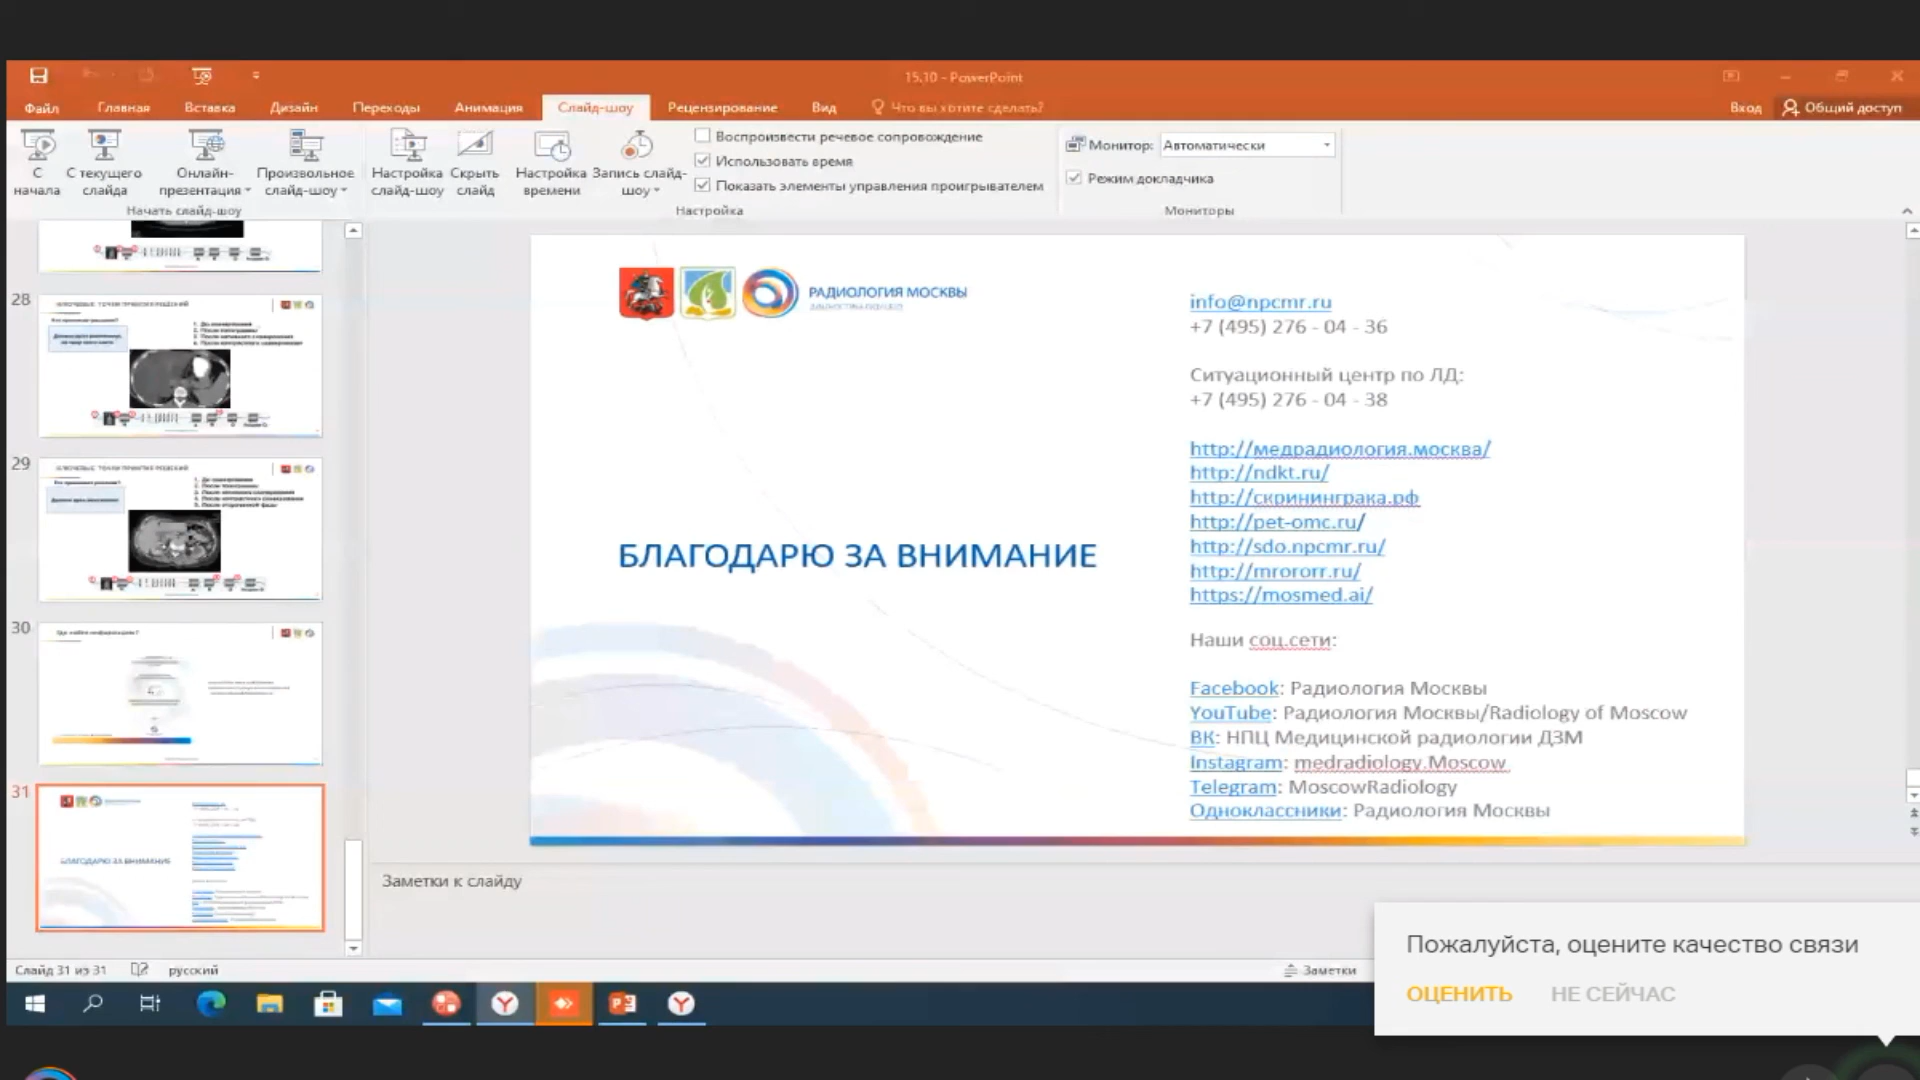 15.10 - PowerPoint
Файл Главная Вставка Дизайн Переходы Анимация Слайд-шоу Рецензирование Вид Что вы хотите сделать? Вход Общий доступ
С начала
С текущего слайда
Онлайн-презентация
Произвольное слайд-шоу
Начать слайд-шоу
Настройка слайд-шоу
Скрыть слайд
Настройка времени
Запись слайд-шоу
Воспроизвести речевое сопровождение
Использовать время
Показать элементы управления проигрывателем
Настройка
Монитор: Автоматически
Режим докладчика
Мониторы
28
29
30
31
БЛАГОДАРЮ ЗА ВНИМАНИЕ
РАДИОЛОГИЯ МОСКВЫ
БЛАГОДАРЮ ЗА ВНИМАНИЕ
info@npcmr.ru
+7 (495) 276 - 04 - 36
Ситуационный центр по ЛД:
+7 (495) 276 - 04 - 38
http://медрадиология.москва/
http://ndkt.ru/
http://скрининграка.рф
http://pet-omc.ru/
http://sdo.npcmr.ru/
http://mrororr.ru/
https://mosmed.ai/
Наши соц.сети:
Facebook: Радиология Москвы
YouTube: Радиология Москвы/Radiology of Moscow
ВК: НПЦ Медицинской радиологии ДЗМ
Instagram: medradiology.Moscow
Telegram: MoscowRadiology
Одноклассники: Радиология Москвы
Заметки к слайду
Слайд 31 из 31 русский
Заметки
Пожалуйста, оцените качество связи
ОЦЕНИТЬ НЕ СЕЙЧАС